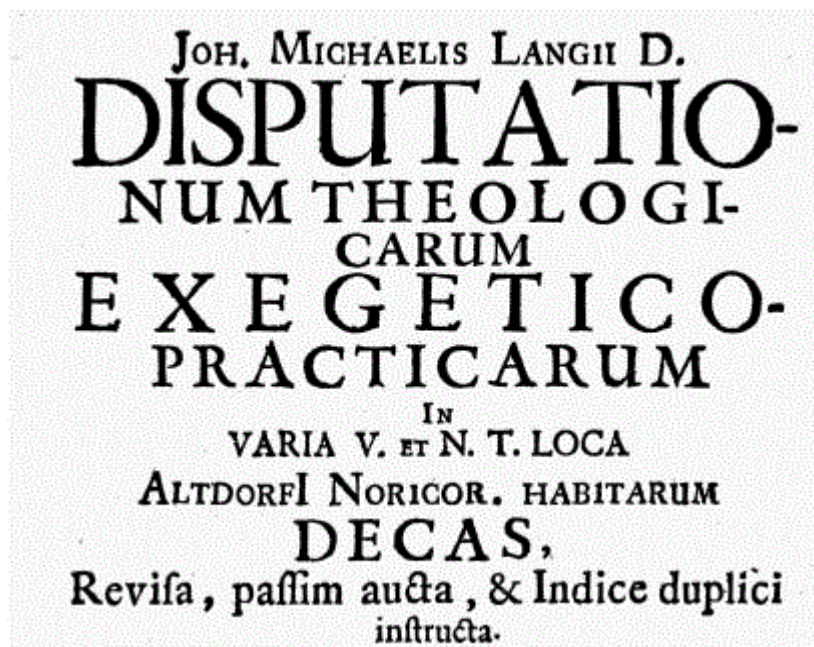 JOH. MICHAELIS LANGII D.
DISPUTATIO-
NUM THEOLOGI-
CARUM
EXEGETICO-
PRACTICARUM
IN
VARIA V. ET N. T. LOCA
ALTDORFI NORICOR. HABITARUM
DECAS,
Reviſa, paſſim aucta, & Indice duplici
inſtructa.